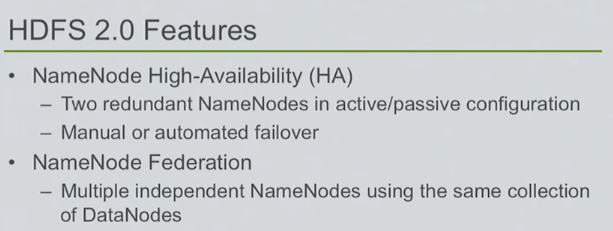 HDFS 2.0 Features
• NameNode High-Availability (HA)
– Two redundant NameNodes in active/passive configuration
– Manual or automated failover
• NameNode Federation
– Multiple independent NameNodes using the same collection
of DataNodes